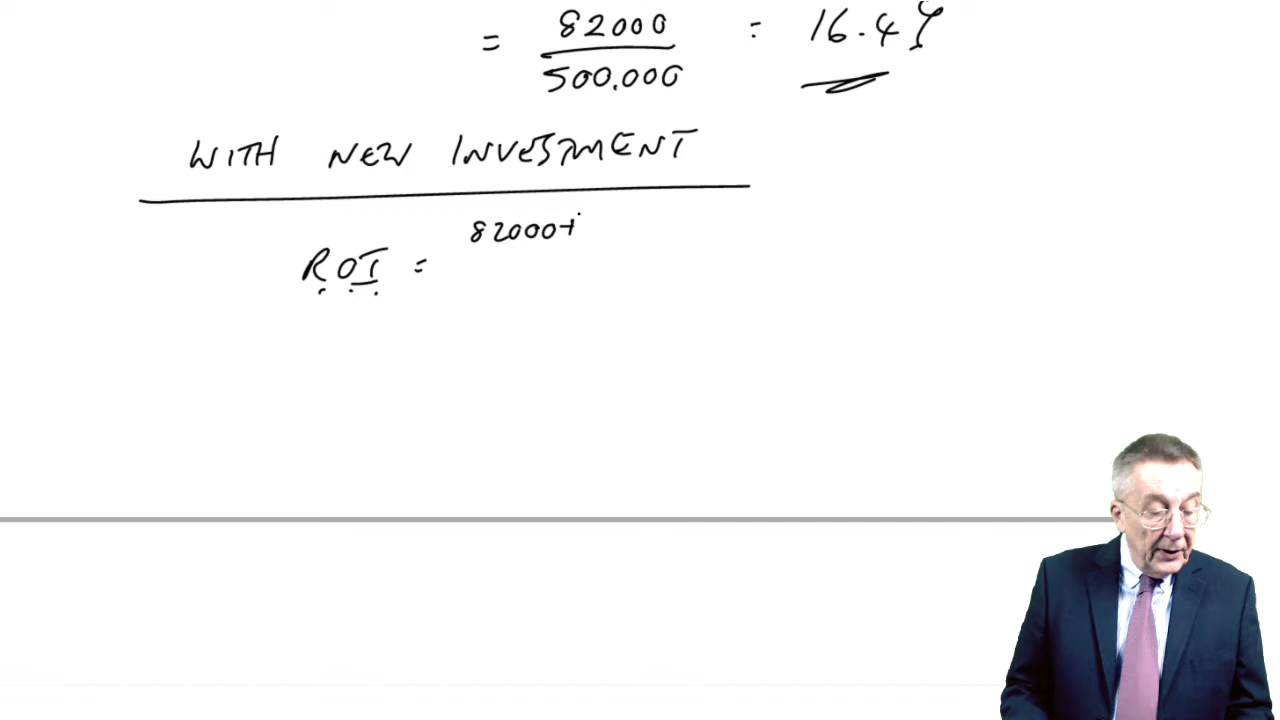 = 82000 / 500.000 = 16.4%
WITH NEW INVESTMENT
ROI = 82000+